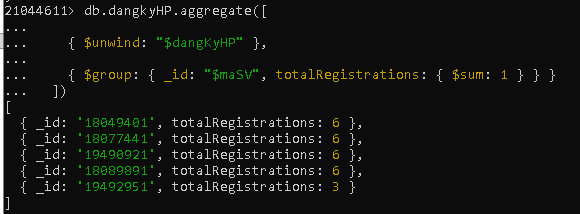 21044611> db.dangkyHP.aggregate([
...
...     { $unwind: "$dangKyHP" },
...
...     { $group: { _id: "$maSV", totalRegistrations: { $sum: 1 } } }
...   ])
[
  { _id: '18049401', totalRegistrations: 6 },
  { _id: '18077441', totalRegistrations: 6 },
  { _id: '19490921', totalRegistrations: 6 },
  { _id: '18089891', totalRegistrations: 6 },
  { _id: '19492951', totalRegistrations: 3 }
]